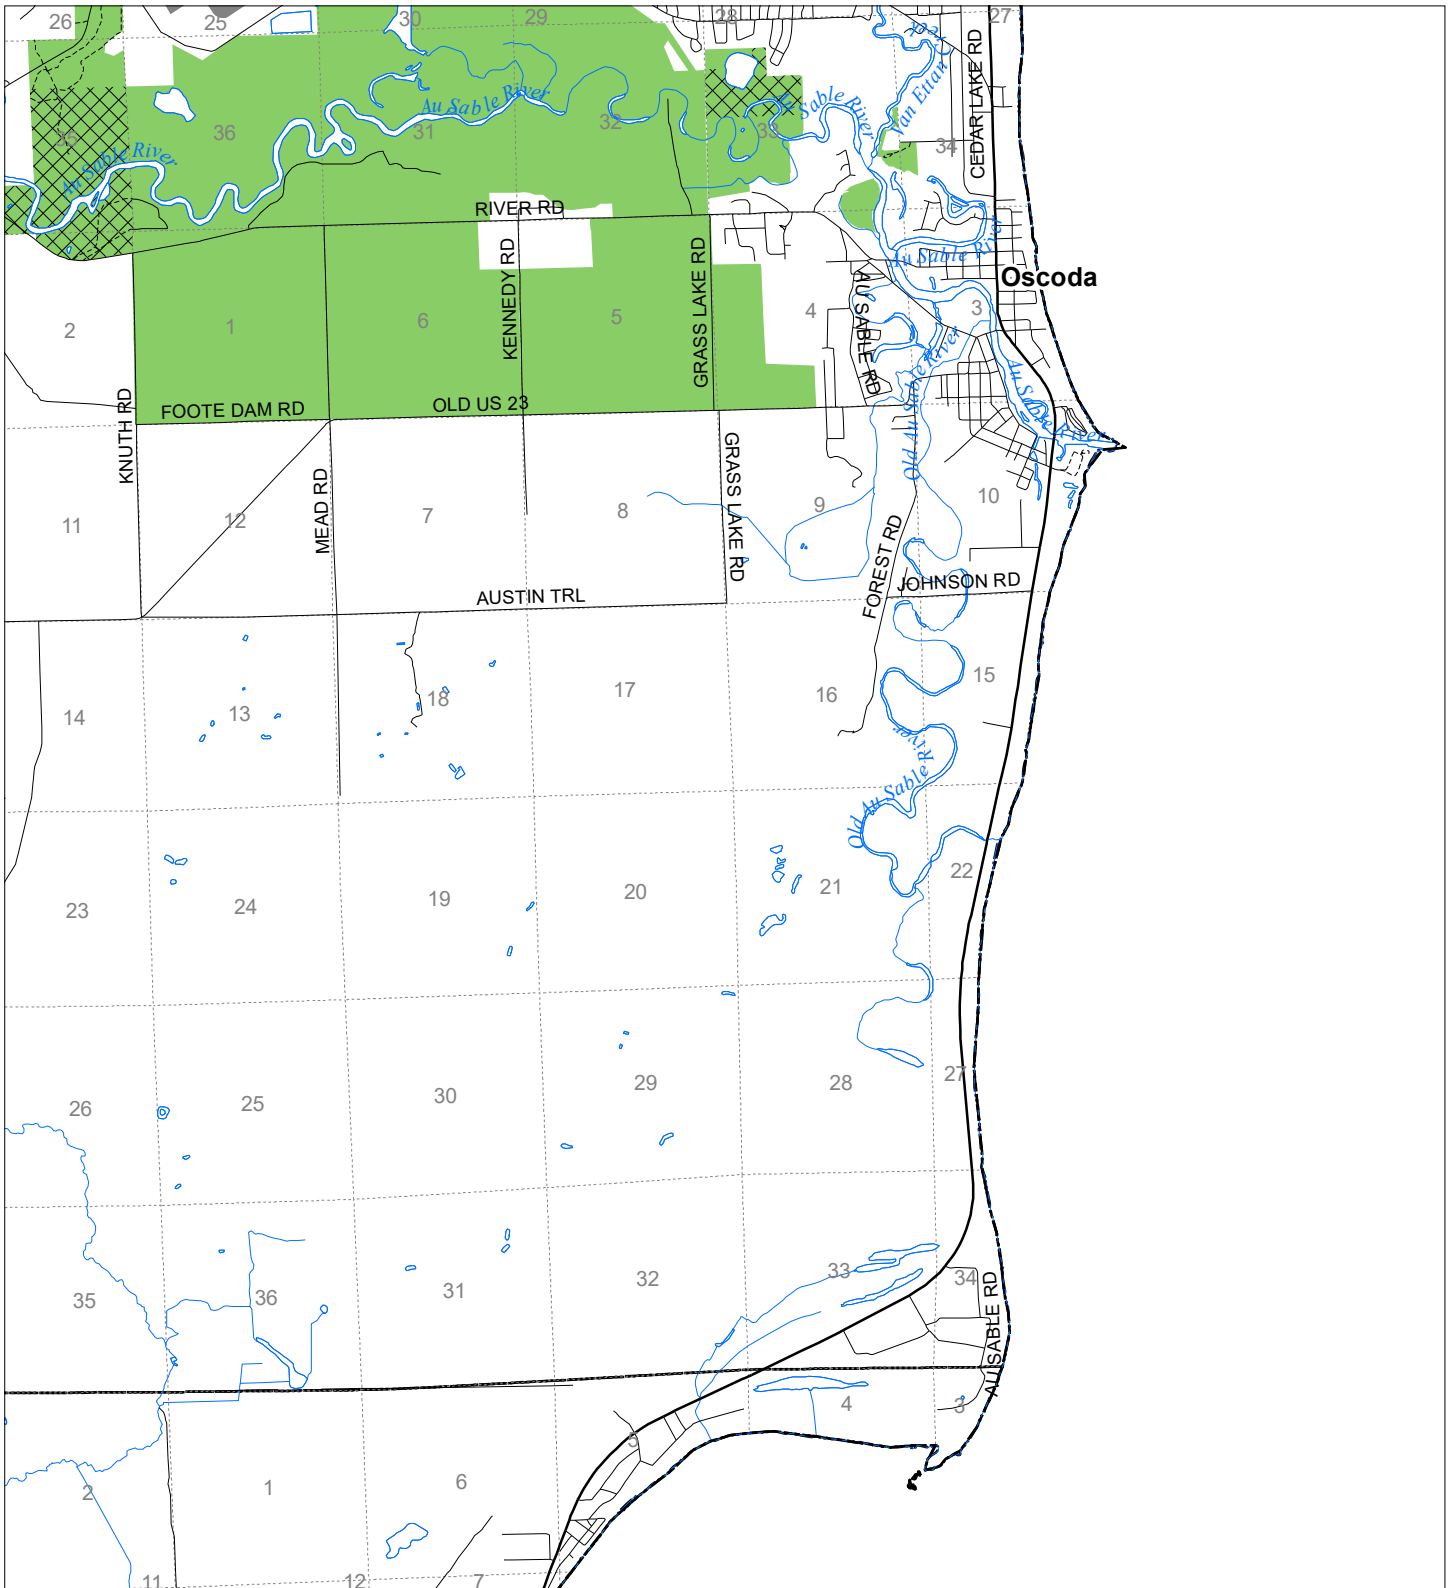 26
25
30
29
28
27
Van Ettan Creek
CEDAR LAKE RD
Au Sable River
Au Sable River
35
36
31
32
33
34
Au Sable River
RIVER RD
KENNEDY RD
GRASS LAKE RD
Au Sable River
Oscoda
2
1
6
5
4
3
AU SABLE RD
Old Au Sable River
Au Sable River
KNUTH RD
FOOTE DAM RD
OLD US 23
MEAD RD
GRASS LAKE RD
11
12
7
8
9
10
FOREST RD
JOHNSON RD
AUSTIN TRL
14
13
18
17
16
15
Old Au Sable River
23
24
19
20
21
22
26
25
30
29
28
27
35
36
31
32
33
34
AUSABLE RD
4
3
5
2
1
6
11
12
7